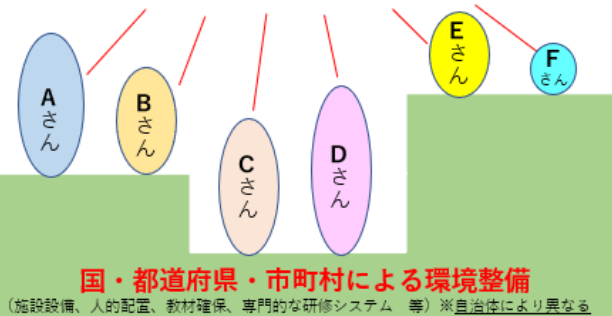 Aさん
Bさん
Cさん
Dさん
Eさん
Fさん
国・都道府県・市町村による環境整備
（施設設備、人的配置、教材確保、専門的な研修システム　等）※自治体により異なる